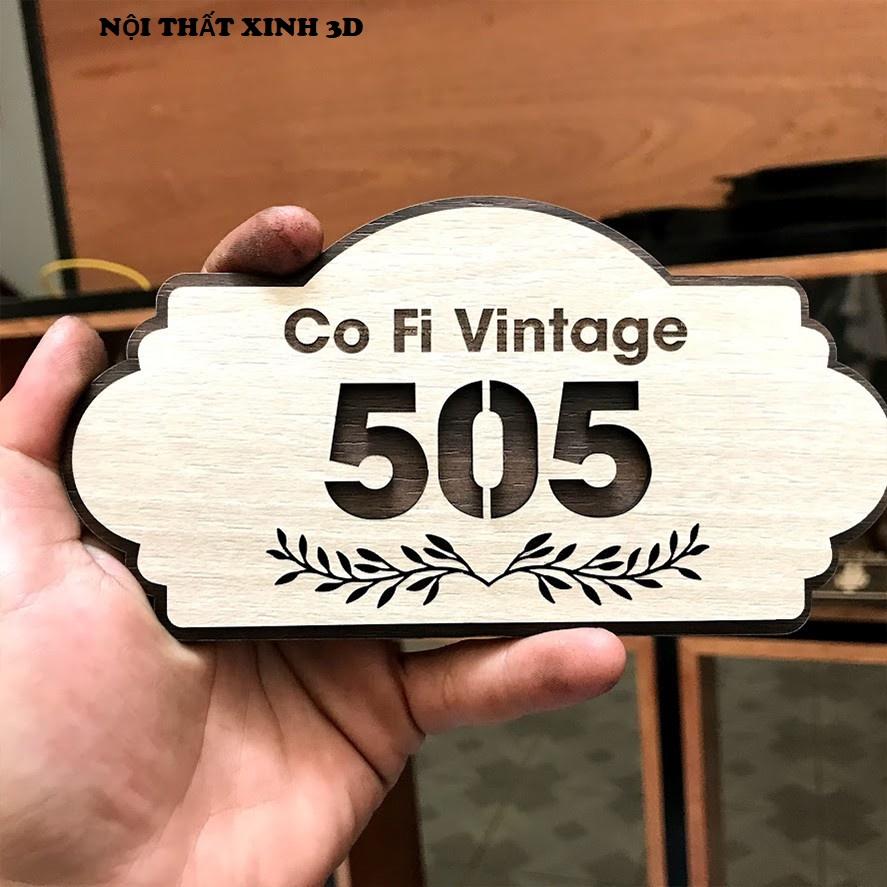 NỘI THẤT XINH 3D
Co Fi Vintage
505